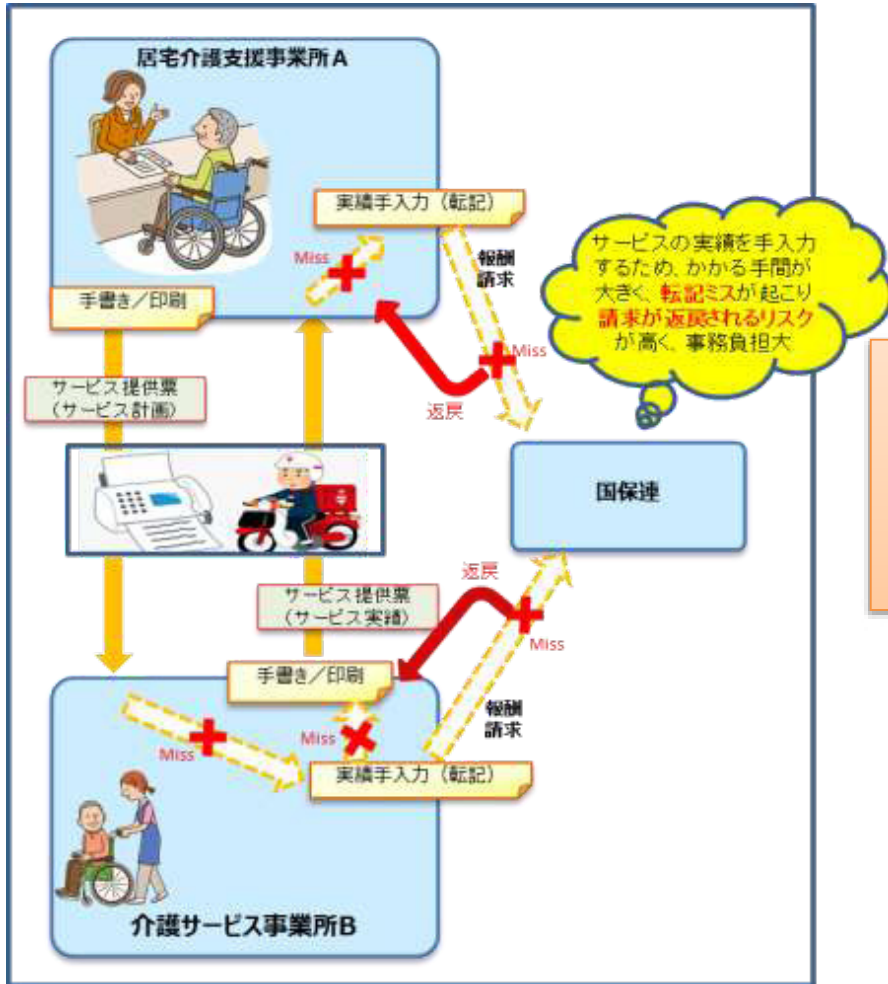 居宅介護支援事業所A
実績手入力（転記）
Miss
報酬
請求
サービスの実績を手入力
するため、かかる手間が
大きく、転記ミスが起こり
請求が返戻されるリスク
が高く、事務負担大
手書き／印刷
Miss
返戻
サービス提供票
（サービス計画）
国保連
返戻
サービス提供票
（サービス実績）
Miss
手書き／印刷
報酬
請求
Miss
Miss
実績手入力（転記）
介護サービス事業所B